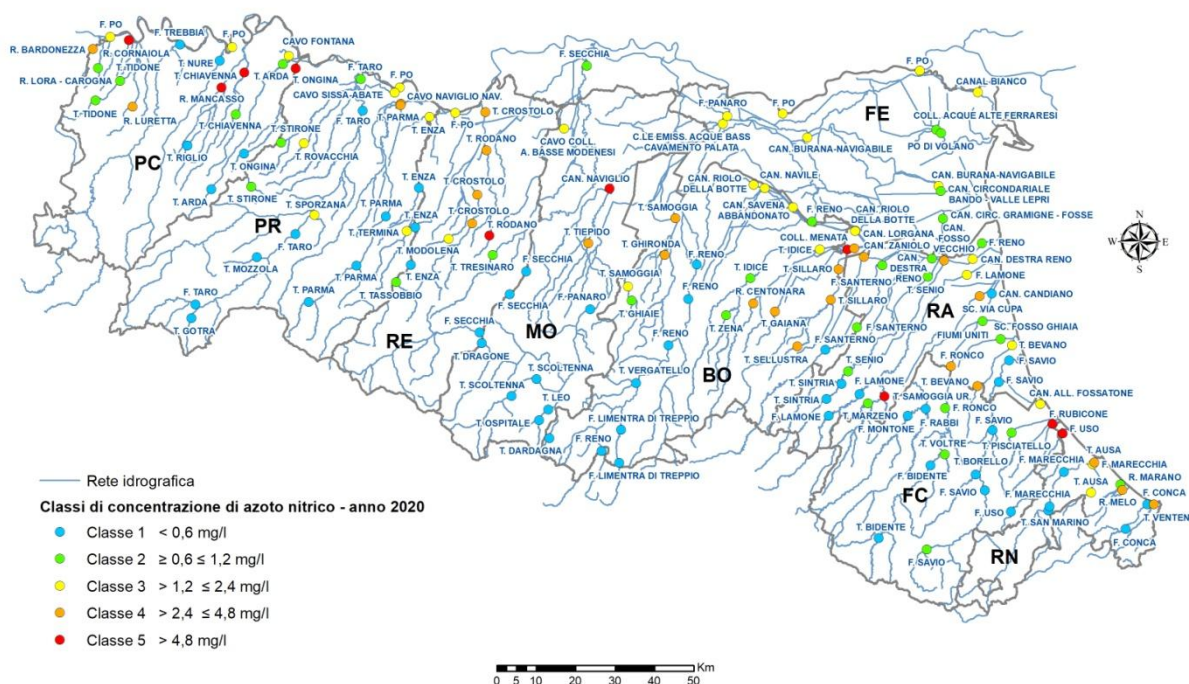 F. PO
F. TREBBIA
F. PO
R. BARDONEZZA
R. CORNAIOLA
T. TIDONE
T. NURE
CAVO FONTANA
R. LORA - CAROGNA
T. CHIAVENNA
T. ARDA
T. ONGINA
F. TARO
F. PO
F. SECCHIA
F. PO
CANAL BIANCO
T. TIDONE
R. LURETTA
R. MANCASSO
T. CHIAVENNA
CAVO SISSA-ABATE
CAVO NAVIGLIO NAV.
T. STIRONE
F. TARO
T. PARMA
T. ENZA
F. PO
T. CROSTOLO
F. PANARO
F. PO
FE
COLL. ACQUE ALTE FERRARESI
PC
T. RIGLIO
T. ONGINA
T. ROVACCHIA
T. RODANO
CAVO COLL.
A. BASSE MODENESI
C.LE EMISS. ACQUE BASS
CAVAMENTO PALATA
CAN. BURANA-NAVIGABILE
PO DI VOLANO
T. ARDA
T. STIRONE
T. ENZA
T. CROSTOLO
CAN. NAVIGLIO
CAN. RIOLO
DELLA BOTTE
CAN. NAVILE
CAN. BURANA-NAVIGABILE
CAN. CIRCONDARIALE
BANDO - VALLE LEPRI
PR
T. SPORZANA
T. PARMA
T. ENZA
T. CROSTOLO
T. RODANO
T. SAMOGGIA
CAN. SAVENA
ABBANDONATO
F. RENO
CAN. RIOLO
DELLA BOTTE
CAN. CIRC. GRAMIGNE - FOSSE
F. TARO
T. TERMINA
T. MODOLENA
T. TIEPIDO
T. GHIRONDA
COLL. MENATA
CAN. LORGANA
CAN. ZANIOLO
CAN.
FOSSO
VECCHIO
F. RENO
T. MOZZOLA
T. PARMA
T. ENZA
T. TRESINARO
F. SECCHIA
F. RENO
T. IDICE
CAN.
DESTRA
RENO
CAN. DESTRA RENO
T. TASSOBBIO
T. SAMOGGIA
T. IDICE
T. SILLARO
F. SANTERNO
T. SENIO
F. LAMONE
F. TARO
T. PARMA
F. SECCHIA
F. PANARO
T. GHIAIE
F. RENO
R. CENTONARA
T. SILLARO
CAN. CANDIANO
SC. VIA CUPA
RA
T. GOTRA
RE
F. SECCHIA
MO
F. RENO
T. ZENA
T. GAIANA
F. SANTERNO
FIUMI UNITI
SC. FOSSO GHIAIA
T. DRAGONE
T. SELLUSTRA
F. SANTERNO
T. BEVANO
T. SCOLTENNA
T. VERGATELLO
BO
T. SENIO
F. RONCO
F. SAVIO
T. SCOLTENNA
T. SINTRIA
F. LAMONE
T. BEVANO
F. SAVIO
T. LEO
T. SINTRIA
T. SAMOGGIA UR.
CAN. ALL. FOSSATONE
T. OSPITALE
F. LIMENTRA DI TREPPIO
F. LAMONE
T. MARZENO
F. RONCO
F. RUBICONE
F. MONTONE
F. RABBI
F. SAVIO
F. USO
T. DARDAGNA
F. RENO
T. VOLTRE
T. PISCIATELLO
T. AUSA
F. LIMENTRA DI TREPPIO
F. BIDENTE
T. BORELLO
F. MARECCHIA
F. MARECCHIA
FC
F. SAVIO
F. MARECCHIA
T. AUSA
R. MARANO
R. MELO
F. CONCA
F. USO
T. SAN MARINO
T. VENTEN
T. BIDENTE
RN
F. CONCA
F. SAVIO
N
W
E
S
Rete idrografica
Classi di concentrazione di azoto nitrico - anno 2020
Classe 1 < 0,6 mg/l
Classe 2 ≥ 0,6 ≤ 1,2 mg/l
Classe 3 > 1,2 ≤ 2,4 mg/l
Classe 4 > 2,4 ≤ 4,8 mg/l
Classe 5 > 4,8 mg/l
Km
0 5 10 20 30 40 50